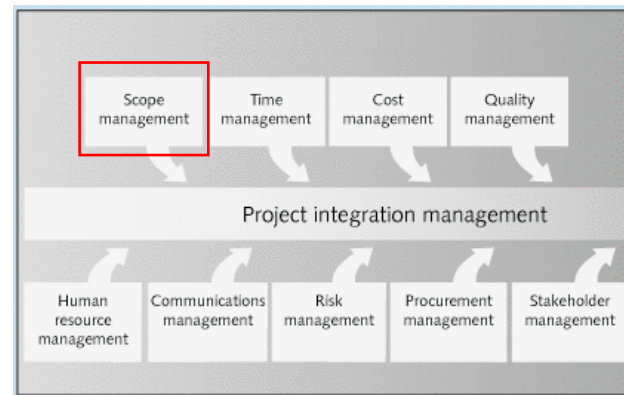 Scope
management
Time
management
Cost
management
Quality
management
Project integration management
Human
resource
management
Communications
management
Risk
management
Procurement
management
Stakeholder
management